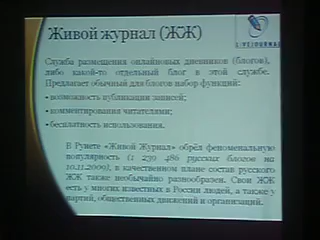 Живой журнал (ЖЖ)
LIVEJOURNAL
Служба размещения онлайновых дневников (блогов),
либо какой-то отдельный блог в этой службе.
Предлагает обычный для блогов набор функций:
• возможность публикации записей;
• комментирования читателями;
• бесплатность использования.
В Рунете «Живой Журнал» обрёл феноменальную
популярность (1 230 486 русских блогов на
10.11.2009), в качественном плане состав русского
ЖЖ также необычайно разнообразен. Свои ЖЖ
есть у многих известных в России людей, а также у
партий, общественных движений и организаций.